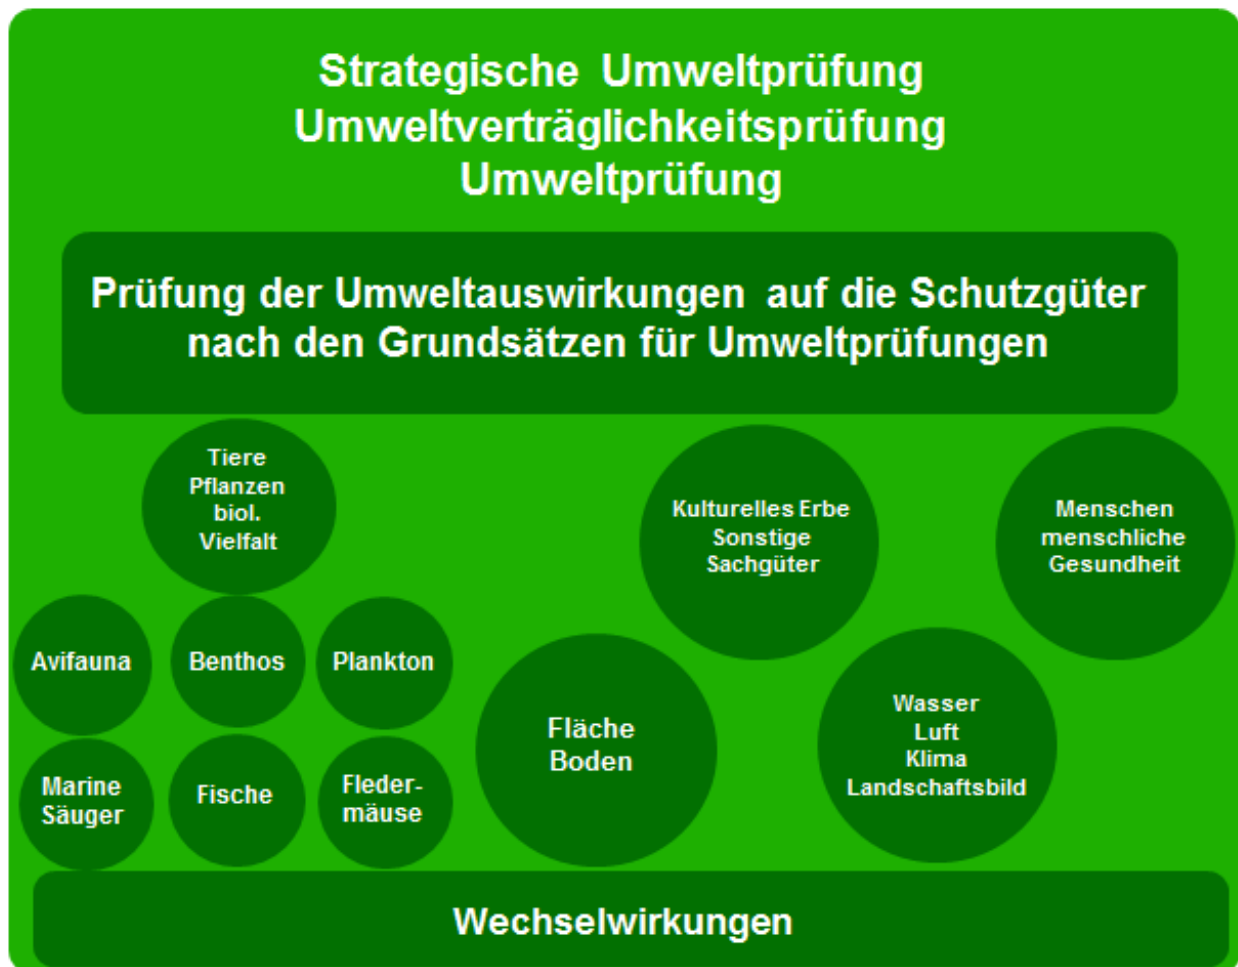 Strategische Umweltprüfung
Umweltverträglichkeitsprüfung
Umweltprüfung
Prüfung der Umweltauswirkungen auf die Schutzgüter
nach den Grundsätzen für Umweltprüfungen
Tiere
Pflanzen
biol.
Vielfalt
Kulturelles Erbe
Sonstige
Sachgüter
Menschen
menschliche
Gesundheit
Avifauna
Benthos
Plankton
Marine
Säuger
Fische
Fleder-
mäuse
Fläche
Boden
Wasser
Luft
Klima
Landschaftsbild
Wechselwirkungen